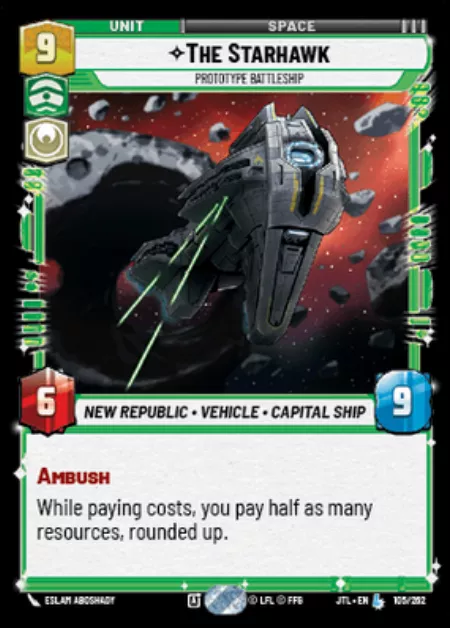 UNIT
SPACE
9
THE STARHAWK
PROTOTYPE BATTLESHIP
6
NEW REPUBLIC • VEHICLE • CAPITAL SHIP
9
AMBUSH
While paying costs, you pay half as many
resources, rounded up.
ESLAM ABOSHADY
© LFL © FFG
JTL • EN
105/262